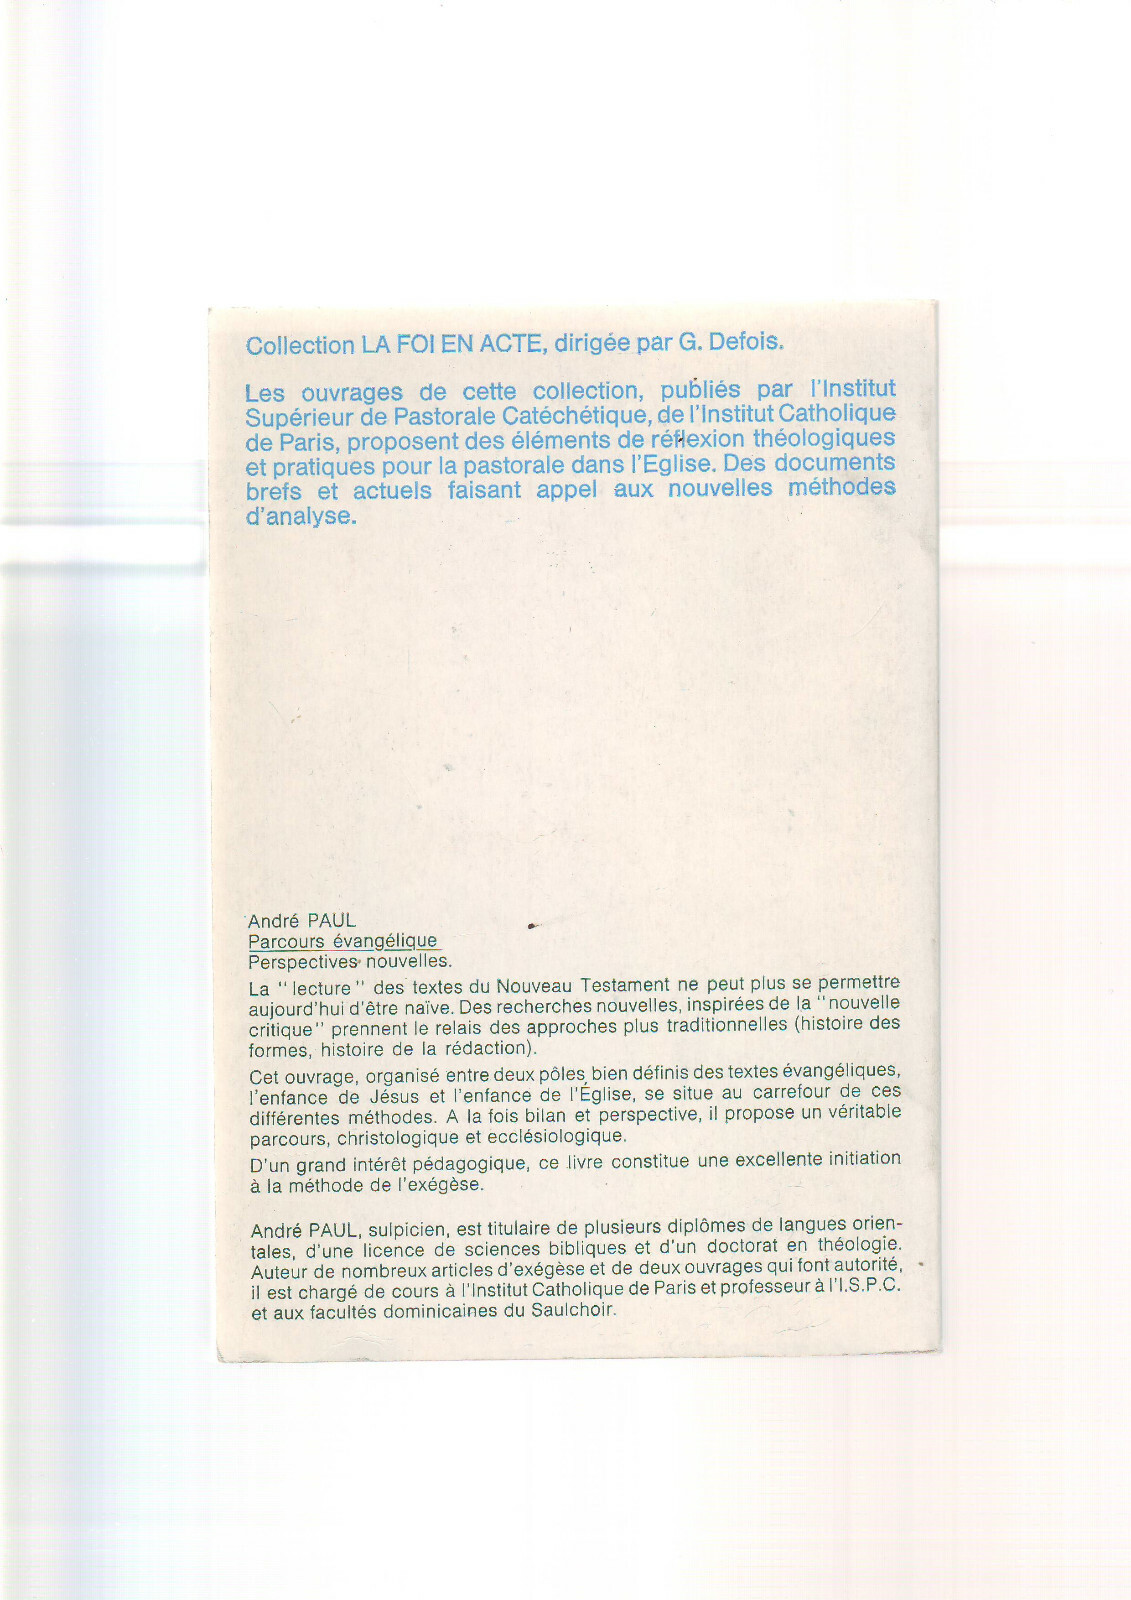 Collection LA FOI EN ACTE, dirigée par G. Defois.
Les ouvrages de cette collection, publiés par l'Institut
Supérieur de Pastorale Catéchétique, de l'Institut Catholique
de Paris, proposent des éléments de réflexion théologiques
et pratiques pour la pastorale dans l'Eglise. Des documents
brefs et actuels faisant appel aux nouvelles méthodes
d'analyse.
André PAUL
Parcours évangélique
Perspectives nouvelles.
La "lecture" des textes du Nouveau Testament ne peut plus se permettre
aujourd'hui d'être naïve. Des recherches nouvelles, inspirées de la "nouvelle
critique" prennent le relais des approches plus traditionnelles (histoire des
formes, histoire de la rédaction).
Cet ouvrage, organisé entre deux pôles bien définis des textes évangéliques,
l'enfance de Jésus et l'enfance de l'Église, se situe au carrefour de ces
différentes méthodes. A la fois bilan et perspective, il propose un véritable
parcours, christologique et ecclésiologique.
D'un grand intérêt pédagogique, ce livre constitue une excellente initiation
à la méthode de l'exégèse.
André PAUL, sulpicien, est titulaire de plusieurs diplômes de langues orien-
tales, d'une licence de sciences bibliques et d'un doctorat en théologie.
Auteur de nombreux articles d'exégèse et de deux ouvrages qui font autorité,
il est chargé de cours à l'Institut Catholique de Paris et professeur à l'I.S.P.C.
et aux facultés dominicaines du Saulchoir.